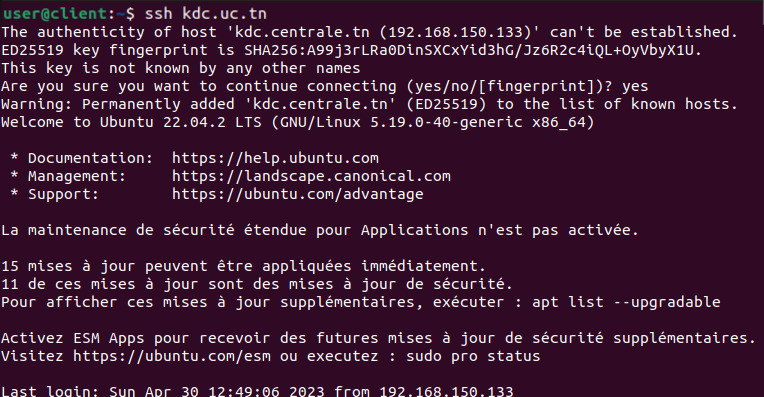 user@client:~$ ssh kdc.uc.tn
The authenticity of host 'kdc.centrale.tn (192.168.150.133)' can't be established.
ED25519 key fingerprint is SHA256:A99j3rLRa0DinSXCxYid3hG/Jz6R2c4iQL+OyVbyX1U.
This key is not known by any other names
Are you sure you want to continue connecting (yes/no/[fingerprint])? yes
Warning: Permanently added 'kdc.centrale.tn' (ED25519) to the list of known hosts.
Welcome to Ubuntu 22.04.2 LTS (GNU/Linux 5.19.0-40-generic x86_64)
* Documentation:  https://help.ubuntu.com
* Management:     https://landscape.canonical.com
* Support:        https://ubuntu.com/advantage
La maintenance de sécurité étendue pour Applications n'est pas activée.
15 mises à jour peuvent être appliquées immédiatement.
11 de ces mises à jour sont des mises à jour de sécurité.
Pour afficher ces mises à jour supplémentaires, exécuter : apt list --upgradable
Activez ESM Apps pour recevoir des futures mises à jour de sécurité supplémentaires.
Visitez https://ubuntu.com/esm ou executez : sudo pro status
Last login: Sun Apr 30 12:49:06 2023 from 192.168.150.133